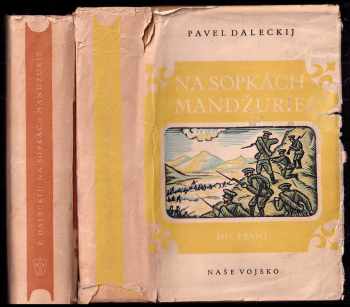 P. DALECKIJ: NA SOPKÁCH MANDŽURIE
PAVEL DALECKIJ
NA SOPKÁCH
MANDŽURIE
DÍL PRVNÍ
NAŠE VOJSKO